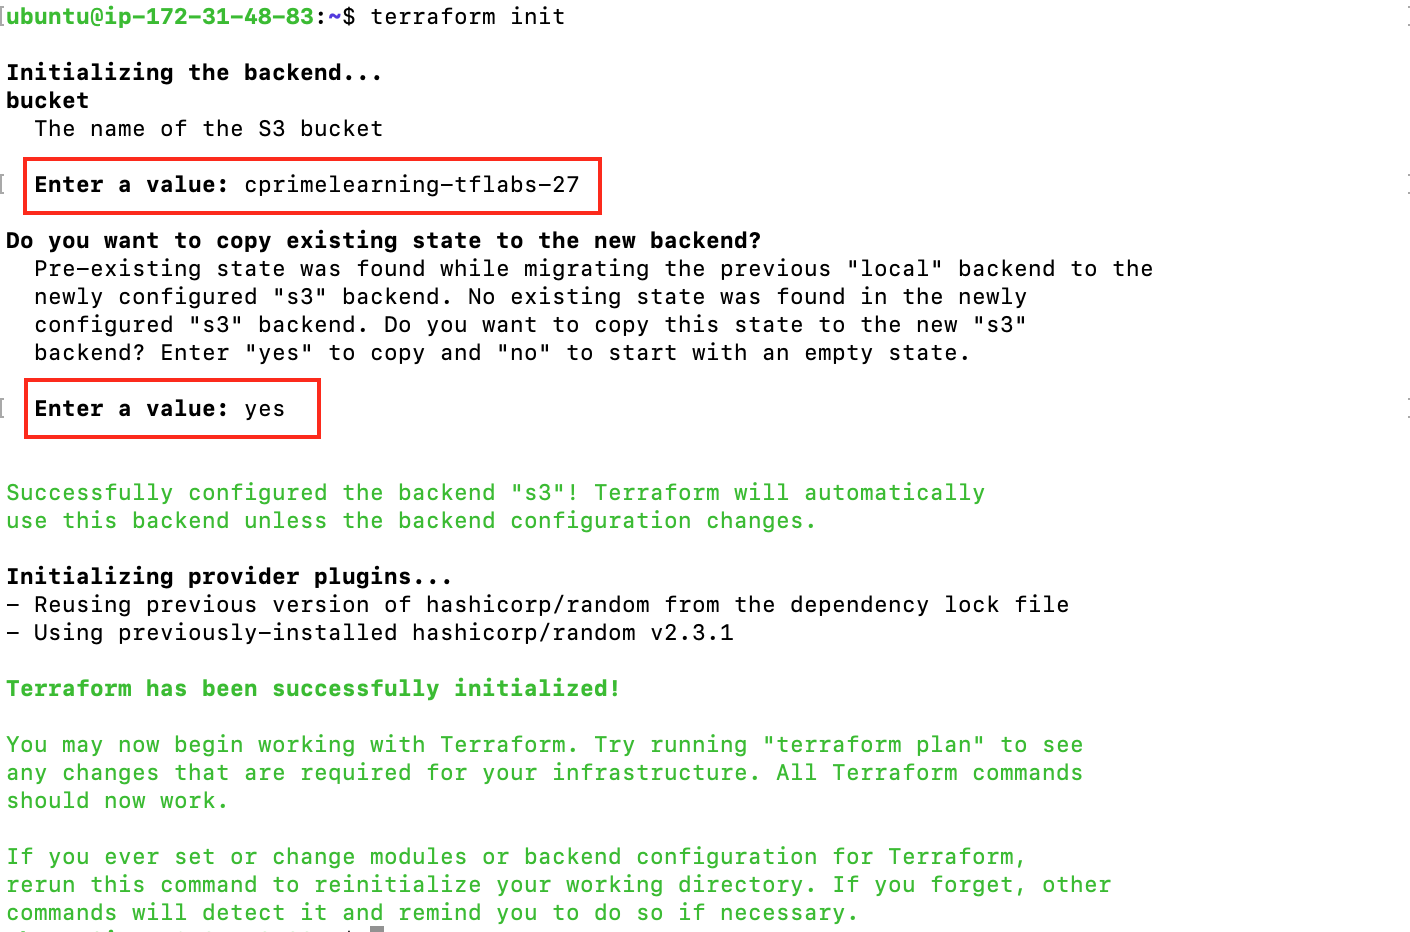 ubuntu@ip-172-31-48-83:~$ terraform init
Initializing the backend...
bucket
The name of the S3 bucket
Enter a value: cprimelearning-tflabs-27
Do you want to copy existing state to the new backend?
Pre-existing state was found while migrating the previous "local" backend to the
newly configured "s3" backend. No existing state was found in the newly
configured "s3" backend. Do you want to copy this state to the new "s3"
backend? Enter "yes" to copy and "no" to start with an empty state.
Enter a value: yes
Successfully configured the backend "s3"! Terraform will automatically
use this backend unless the backend configuration changes.
Initializing provider plugins...
- Reusing previous version of hashicorp/random from the dependency lock file
- Using previously-installed hashicorp/random v2.3.1
Terraform has been successfully initialized!
You may now begin working with Terraform. Try running "terraform plan" to see
any changes that are required for your infrastructure. All Terraform commands
should now work.
If you ever set or change modules or backend configuration for Terraform,
rerun this command to reinitialize your working directory. If you forget, other
commands will detect it and remind you to do so if necessary.